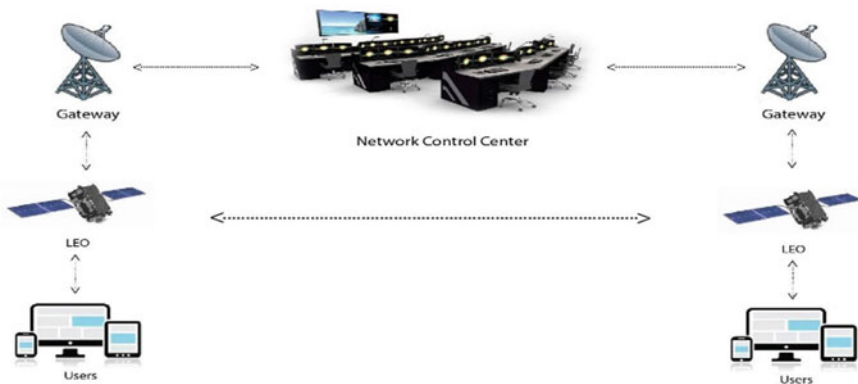 Gateway
Gateway
Network Control Center
LEO
LEO
Users
Users